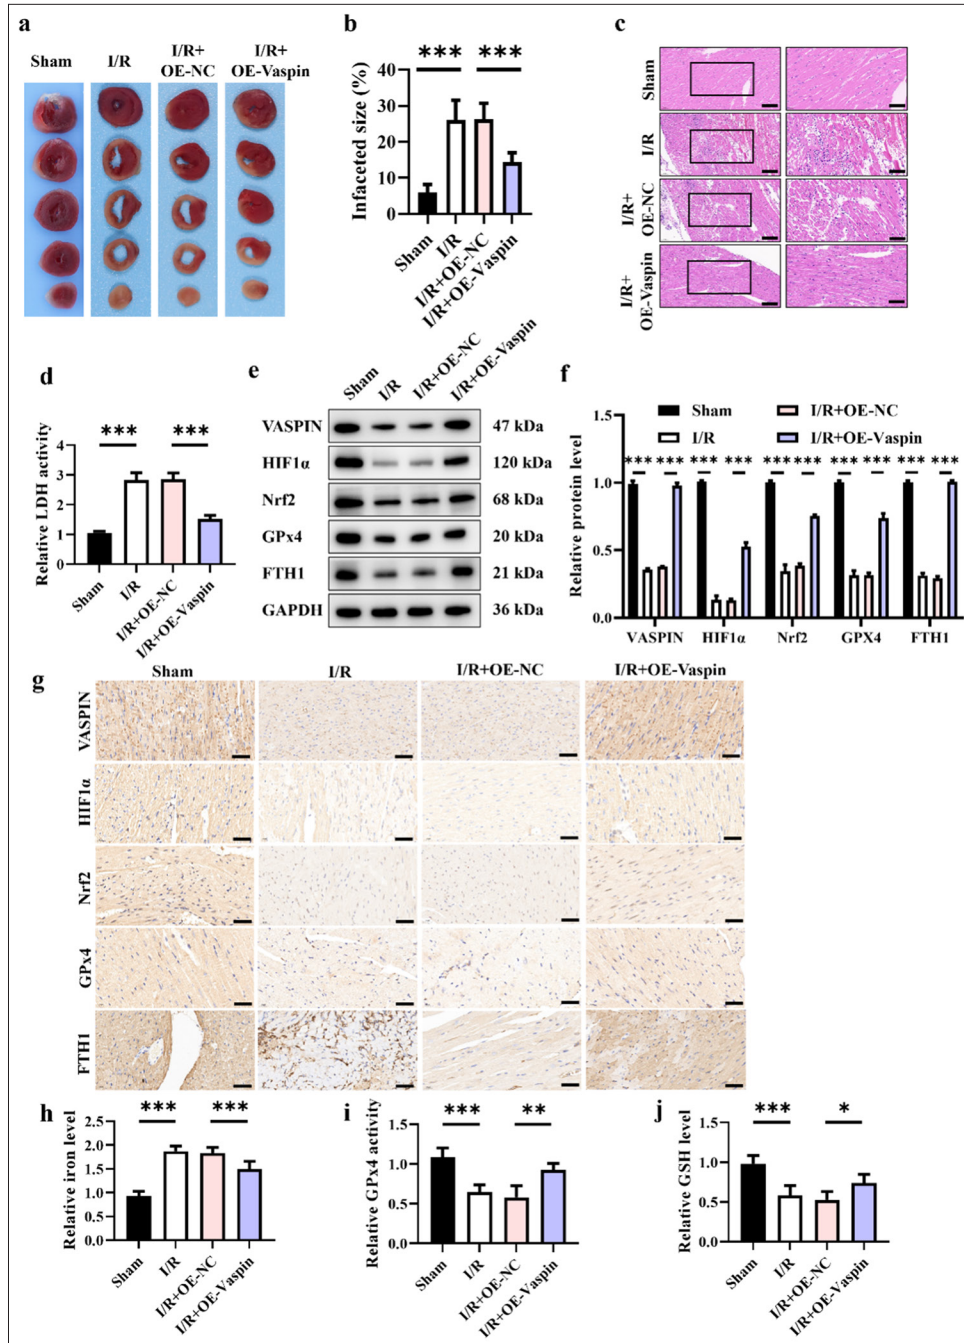 a
Sham
I/R
I/R+
OE-NC
I/R+
OE-Vaspin
b
*** ***
Infaceted size (%)
40
30
20
10
0
Sham
I/R
I/R+OE-NC
I/R+OE-Vaspin
c
Sham
I/R
I/R+
OE-NC
I/R+
OE-Vaspin
d
*** ***
Relative LDH activity
4
3
2
1
0
Sham
I/R
I/R+OE-NC
I/R+OE-Vaspin
e
Sham
I/R
I/R+OE-NC
I/R+OE-Vaspin
VASPIN 47 kDa
HIF1α 120 kDa
Nrf2 68 kDa
GPx4 20 kDa
FTH1 21 kDa
GAPDH 36 kDa
f
Sham I/R+OE-NC
I/R I/R+OE-Vaspin
*** *** *** *** *** *** *** *** *** ***
Relative protein level
1.5
1.0
0.5
0.0
VASPIN HIF1α Nrf2 GPX4 FTH1
g
Sham I/R I/R+OE-NC I/R+OE-Vaspin
VASPIN
HIF1α
Nrf2
GPx4
FTH1
h
*** ***
Relative iron level
2.5
2.0
1.5
1.0
0.5
0.0
Sham
I/R
I/R+OE-NC
I/R+OE-Vaspin
i
*** **
Relative GPx4 activity
1.5
1.0
0.5
0.0
Sham
I/R
I/R+OE-NC
I/R+OE-Vaspin
j
*** *
Relative GSH level
1.5
1.0
0.5
0.0
Sham
I/R
I/R+OE-NC
I/R+OE-Vaspin